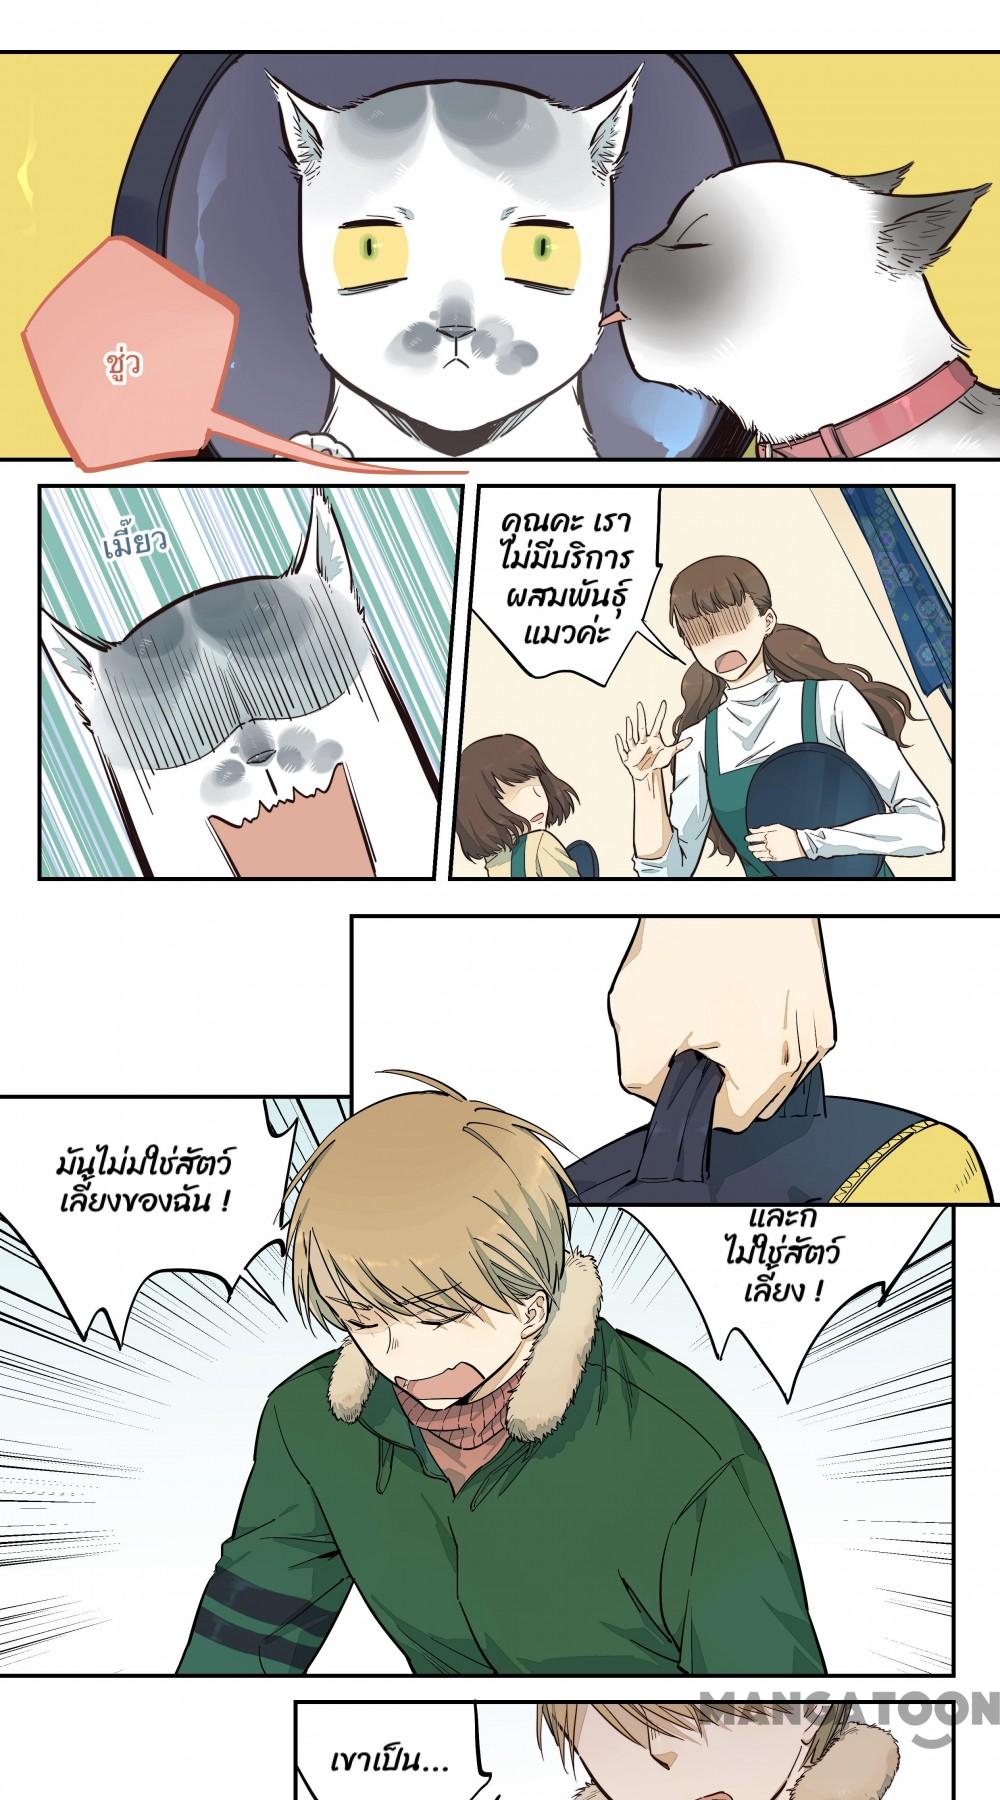 ชู่ว
เมี๊ยว
คุณคะ เรา
ไม่มีบริการ
ผสมพันธุ์
แมวค่ะ
มันไม่มใช่สัตว์
เลี้ยงของฉัน !
และก
ไม่ใช่สัตว์
เลี้ยง !
MANGATOON
เขาเป็น...